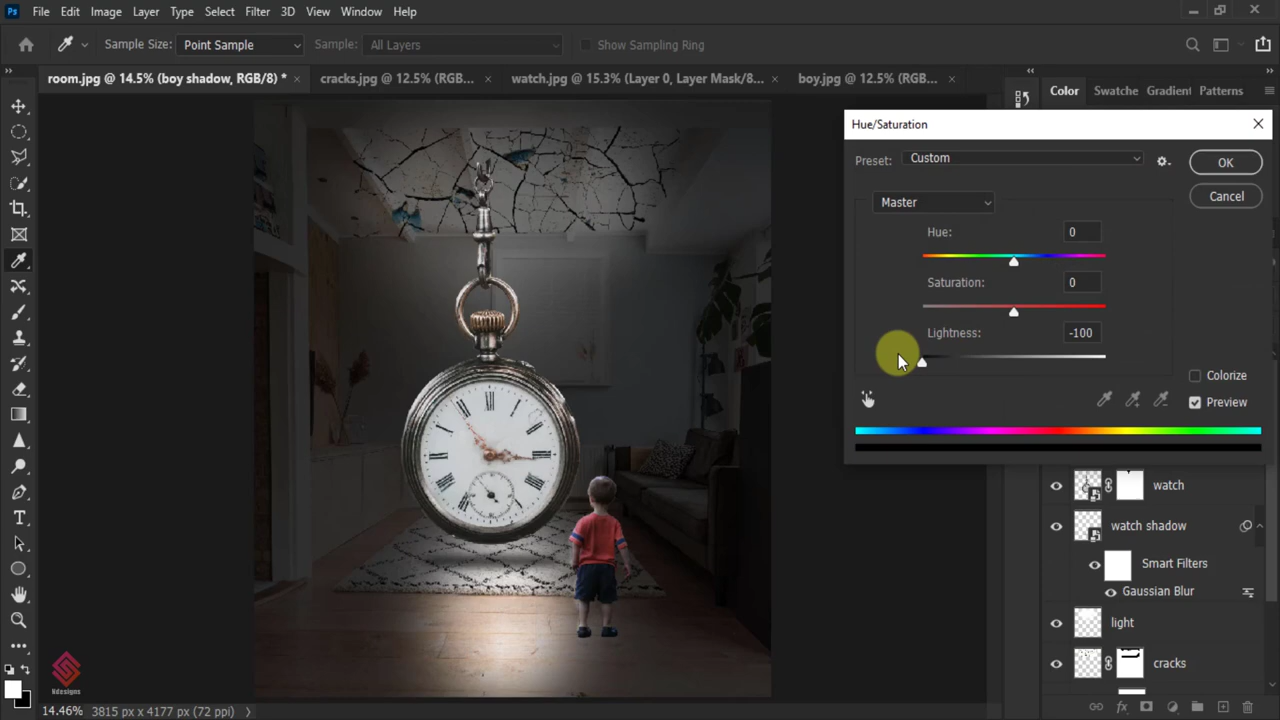 Ps File Edit Image Layer Type Select Filter 3D View Window Help
Sample Size: Point Sample Sample: All Layers Show Sampling Ring
room.jpg @ 14.5% (boy shadow, RGB/8) * × cracks.jpg @ 12.5% (RGB... × watch.jpg @ 15.3% (Layer 0, Layer Mask/8... × boy.jpg @ 12.5% (RGB... ×
Color Swatche Gradient Patterns
Hue/Saturation
Preset: Custom
OK
Master
Cancel
Hue: 0
Saturation: 0
Lightness: -100
Colorize
Preview
watch
watch shadow
Smart Filters
Gaussian Blur
light
cracks
Kdesigns
14.46% 3815 px x 4177 px (72 ppi)
fx